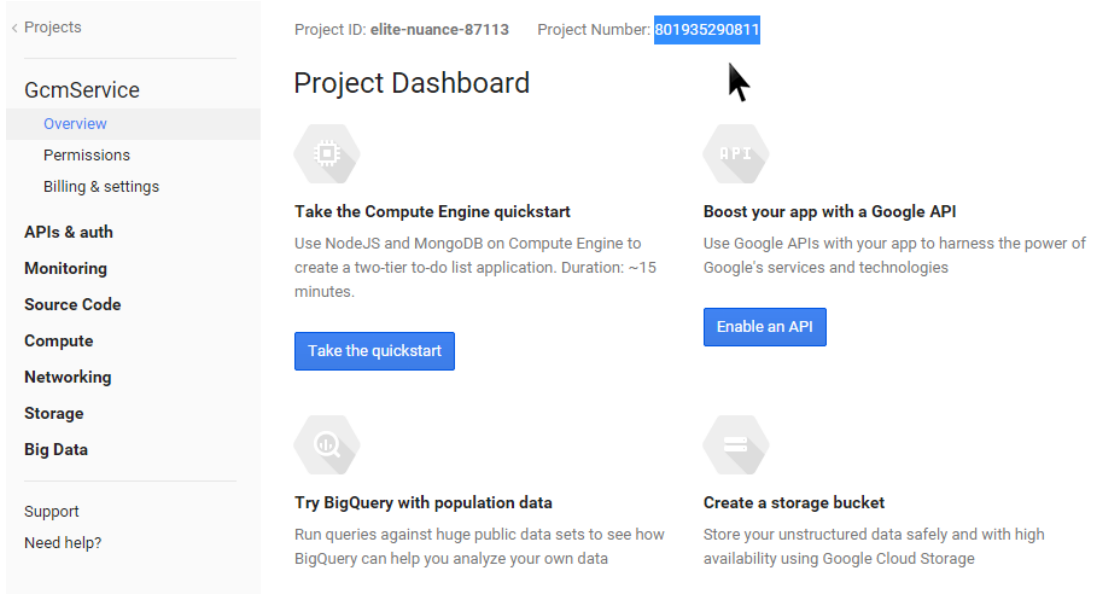 < Projects
GcmService
Overview
Permissions
Billing & settings
APIs & auth
Monitoring
Source Code
Compute
Networking
Storage
Big Data
Support
Need help?
Project ID: elite-nuance-87113 Project Number: 801935290811
Project Dashboard
Take the Compute Engine quickstart
Use NodeJS and MongoDB on Compute Engine to
create a two-tier to-do list application. Duration: ~15
minutes.
Take the quickstart
API
Boost your app with a Google API
Use Google APIs with your app to harness the power of
Google's services and technologies
Enable an API
Try BigQuery with population data
Run queries against huge public data sets to see how
BigQuery can help you analyze your own data
Create a storage bucket
Store your unstructured data safely and with high
availability using Google Cloud Storage